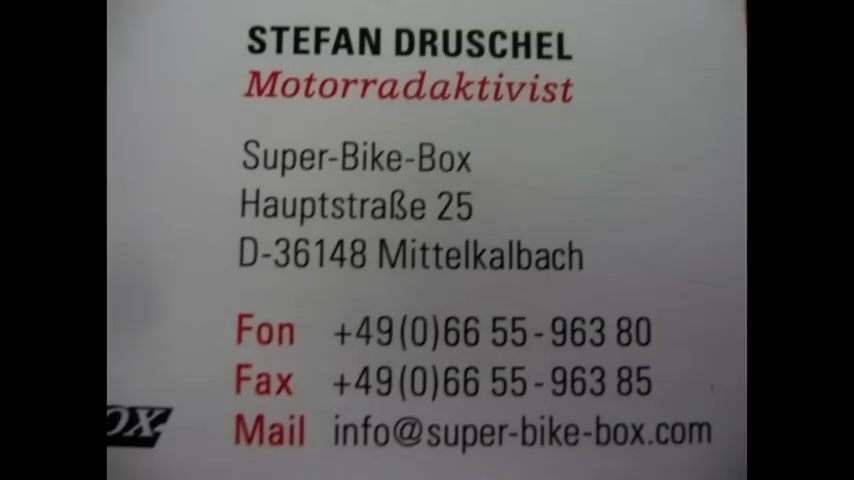 STEFAN DRUSCHEL
Motorradaktivist
Super-Bike-Box
Hauptstraße 25
D-36148 Mittelkalbach
Fon +49(0)66 55-963 80
Fax +49(0)66 55-963 85
Mail info@super-bike-box.com